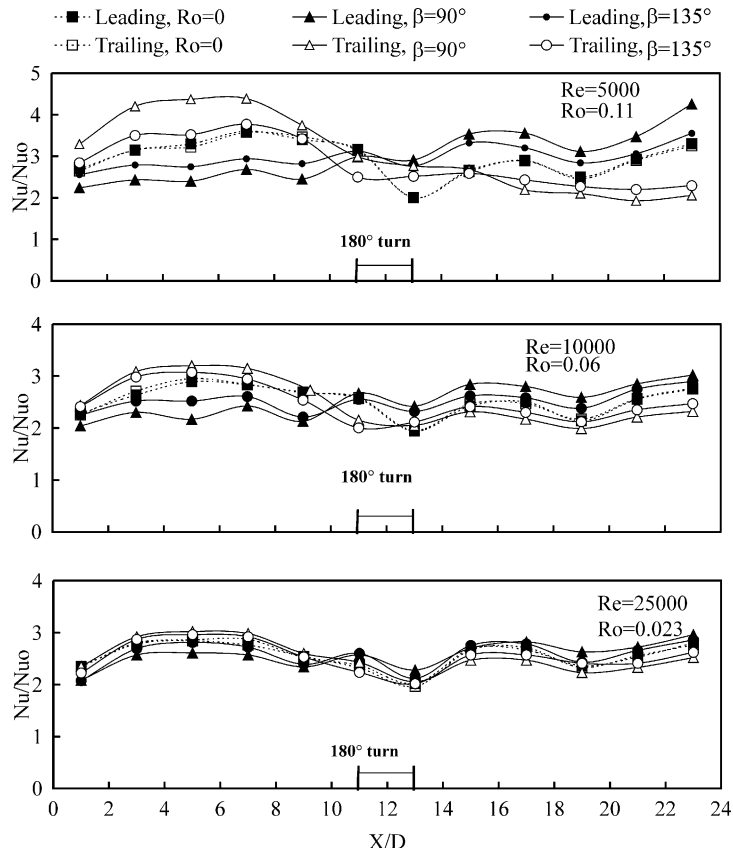 Leading, Ro=0 Leading, β=90° Leading, β=135°
Trailing, Ro=0 Trailing, β=90° Trailing, β=135°
5
4
3
2
1
0
Nu/Nuo
Re=5000
Ro=0.11
180° turn
4
3
2
1
0
Nu/Nuo
Re=10000
Ro=0.06
180° turn
4
3
2
1
0
Nu/Nuo
Re=25000
Ro=0.023
180° turn
0 2 4 6 8 10 12 14 16 18 20 22 24
X/D